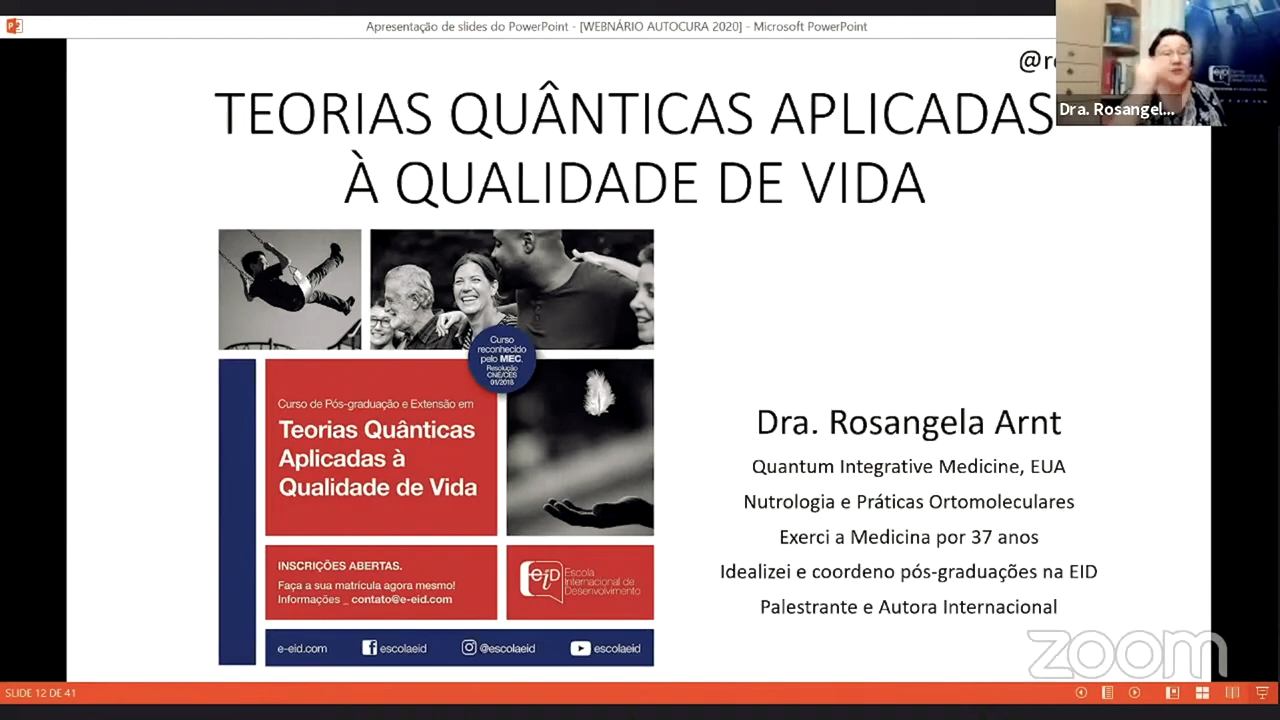 Apresentação de slides do PowerPoint - [WEBNÁRIO AUTOCURA 2020] - Microsoft PowerPoint
Dra. Rosangel...
TEORIAS QUÂNTICAS APLICADAS
À QUALIDADE DE VIDA
Curso
reconhecido
pelo MEC.
Resolução
CNE/CES
01/2018
Curso de Pós-graduação e Extensão em
Teorias Quânticas
Aplicadas à
Qualidade de Vida
INSCRIÇÕES ABERTAS.
Faça a sua matrícula agora mesmo!
Informações _ contato@e-eid.com
eiD
Escola
Internacional de
Desenvolvimento
e-eid.com
escolaeid
@escolaeid
escolaeid
Dra. Rosangela Arnt
Quantum Integrative Medicine, EUA
Nutrologia e Práticas Ortomoleculares
Exerci a Medicina por 37 anos
Idealizei e coordeno pós-graduações na EID
Palestrante e Autora Internacional
zoom
SLIDE 12 DE 41